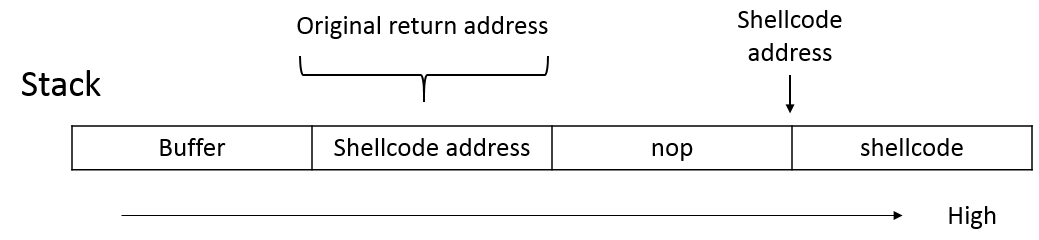 Original return address
Shellcode
address
Stack
Buffer
Shellcode address
nop
shellcode
High